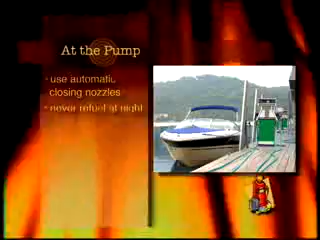 At the Pump
• use automatic
closing nozzles
• never refuel at night